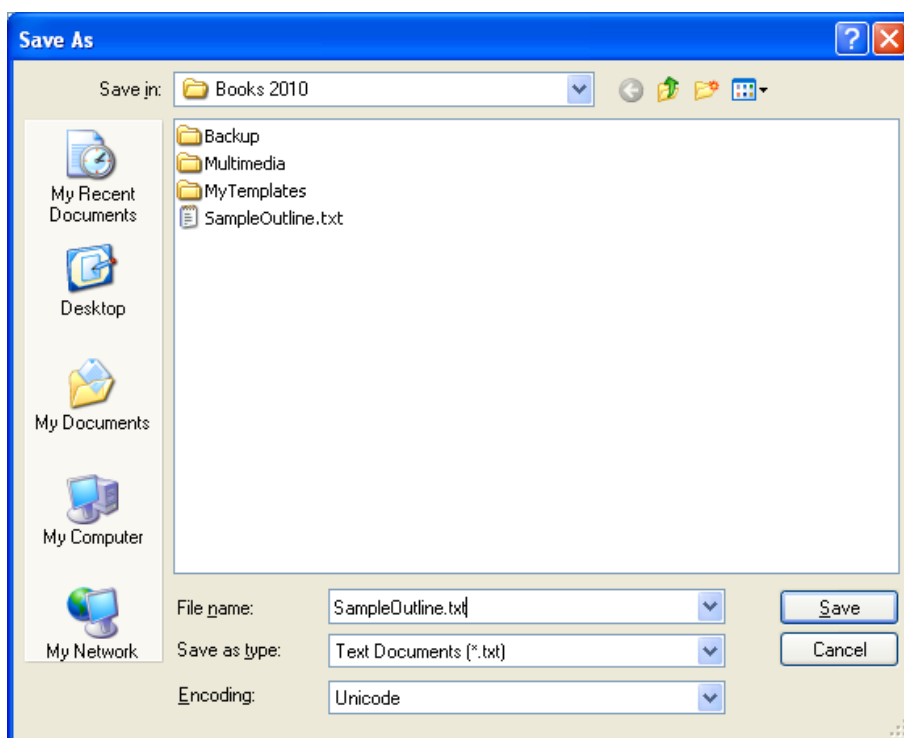 Save As
Save in:
Books 2010
My Recent
Documents
Desktop
My Documents
My Computer
My Network
Backup
Multimedia
MyTemplates
SampleOutline.txt
File name:
SampleOutline.txt
Save
Save as type:
Text Documents (*.txt)
Cancel
Encoding:
Unicode